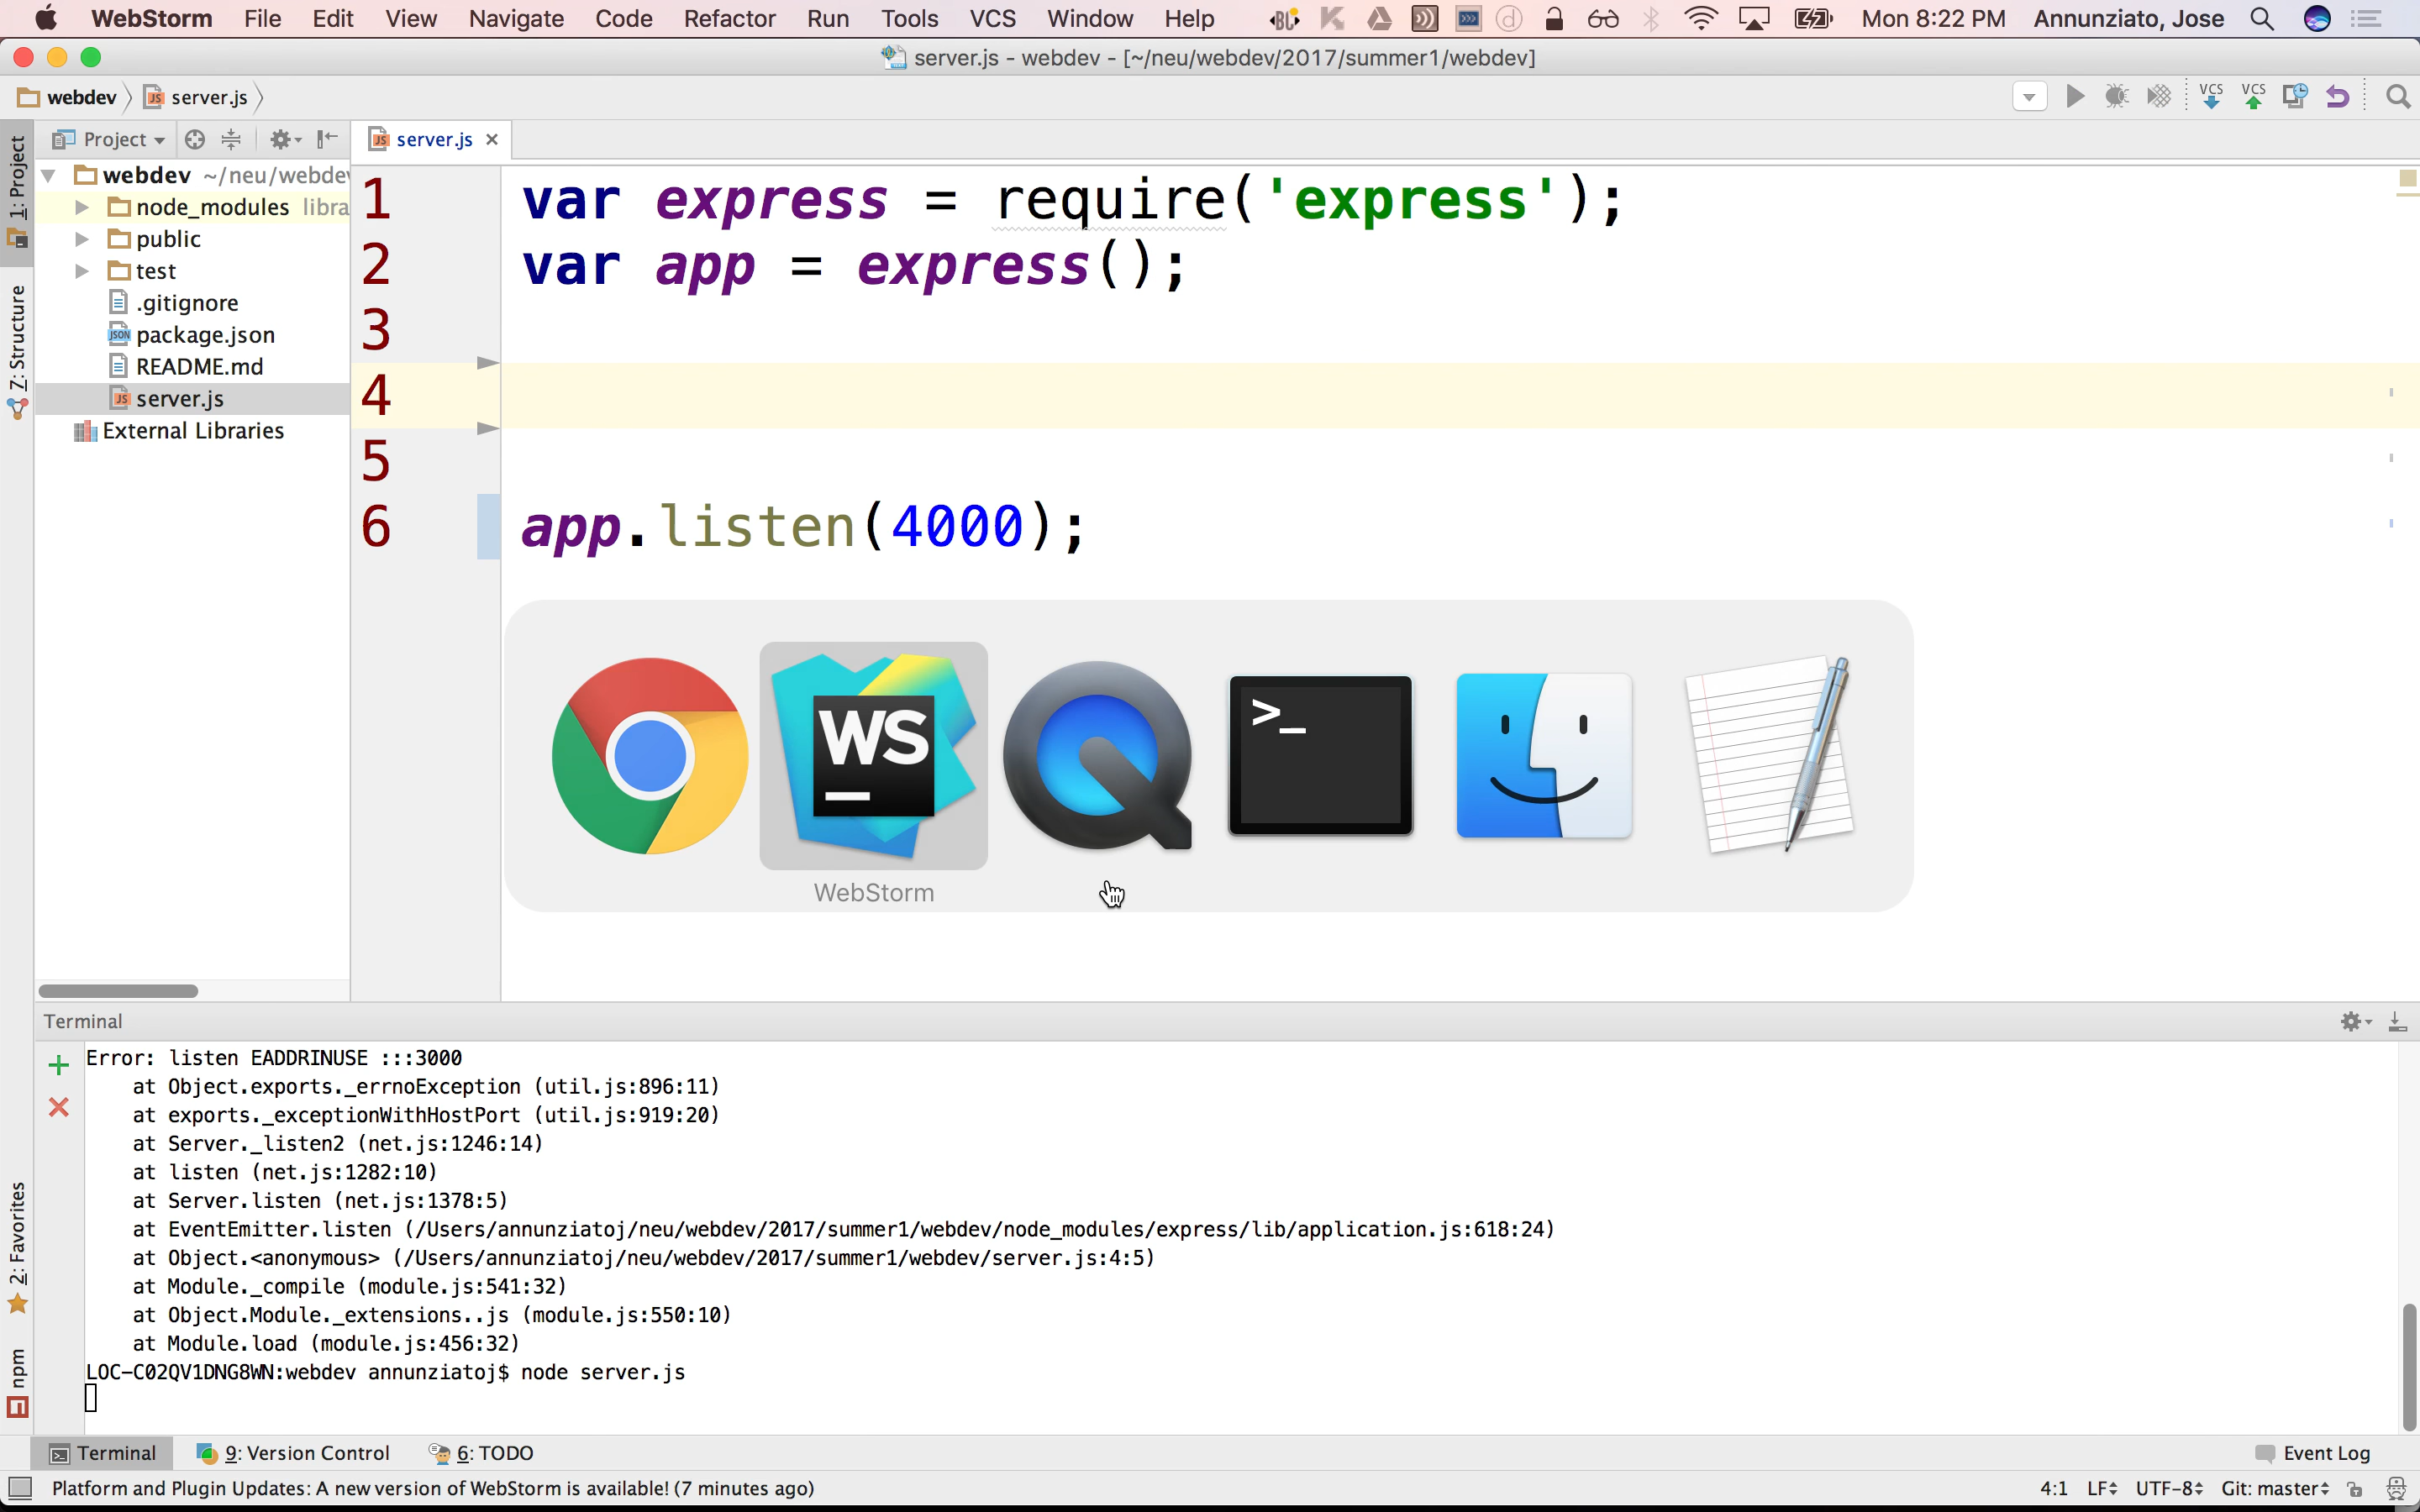 WebStorm File Edit View Navigate Code Refactor Run Tools VCS Window Help Mon 8:22 PM Annunziato, Jose
server.js - webdev - [~/neu/webdev/2017/summer1/webdev]
webdev server.js VCS VCS
Project server.js
1: Project
7: Structure
2: Favorites
npm
webdev ~/neu/webdev
node_modules libra
public
test
.gitignore
package.json
README.md
server.js
External Libraries
1 var express = require('express');
2 var app = express();
3
4
5
6 app.listen(4000);
WS
>_
WebStorm
Terminal
Error: listen EADDRINUSE :::3000
at Object.exports._errnoException (util.js:896:11)
at exports._exceptionWithHostPort (util.js:919:20)
at Server._listen2 (net.js:1246:14)
at listen (net.js:1282:10)
at Server.listen (net.js:1378:5)
at EventEmitter.listen (/Users/annunziatoj/neu/webdev/2017/summer1/webdev/node_modules/express/lib/application.js:618:24)
at Object.<anonymous> (/Users/annunziatoj/neu/webdev/2017/summer1/webdev/server.js:4:5)
at Module._compile (module.js:541:32)
at Object.Module._extensions..js (module.js:550:10)
at Module.load (module.js:456:32)
LOC-C02QV1DNG8WN:webdev annunziatoj$ node server.js
Terminal 9: Version Control 6: TODO Event Log
Platform and Plugin Updates: A new version of WebStorm is available! (7 minutes ago) 4:1 LF UTF-8 Git: master